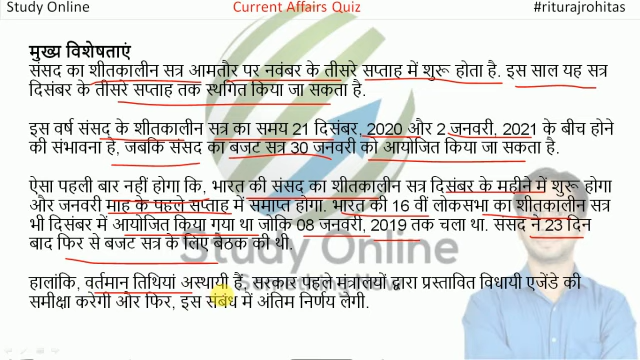 Study Online
Current Affairs Quiz
#riturajrohitas
मुख्य विशेषताएं
संसद का शीतकालीन सत्र आमतौर पर नवंबर के तीसरे सप्ताह में शुरू होता है. इस साल यह सत्र
दिसंबर के तीसरे सप्ताह तक स्थगित किया जा सकता है.
इस वर्ष संसद के शीतकालीन सत्र का समय 21 दिसंबर, 2020 और 2 जनवरी, 2021 के बीच होने
की संभावना है, जबकि संसद का बजट सत्र 30 जनवरी को आयोजित किया जा सकता है.
ऐसा पहली बार नहीं होगा कि, भारत की संसद का शीतकालीन सत्र दिसंबर के महीने में शुरू होगा
और जनवरी माह के पहले सप्ताह में समाप्त होगा. भारत की 16 वीं लोकसभा का शीतकालीन सत्र
भी दिसंबर में आयोजित किया गया था जोकि 08 जनवरी, 2019 तक चला था. संसद ने 23 दिन
बाद फिर से बजट सत्र के लिए बैठक की थी.
Study Online
हालांकि, वर्तमान तिथियां अस्थायी हैं, सरकार पहले मंत्रालयों द्वारा प्रस्तावित विधायी एजेंडे की
समीक्षा करेगी और फिर, इस संबंध में अंतिम निर्णय लेगी.